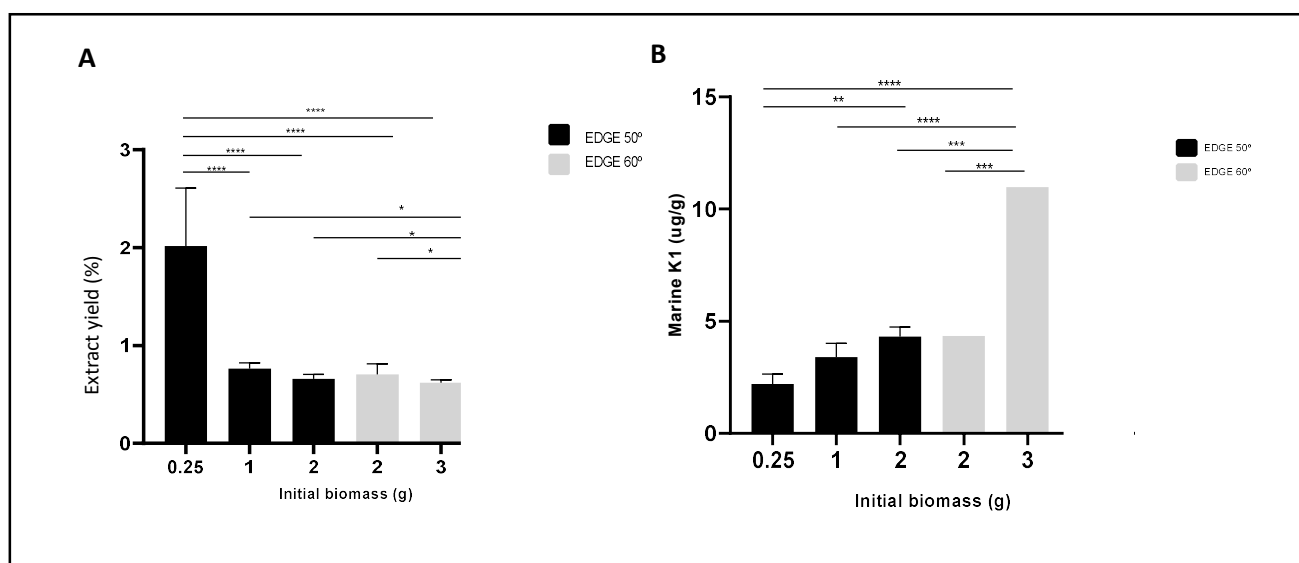 A
****
****
****
****
*
*
*
EDGE 50º
EDGE 60º
3
2
1
0
Extract yield (%)
0.25 1 2 2 3
Initial biomass (g)
B
****
**
****
***
***
EDGE 50º
EDGE 60º
15
10
5
0
Marine K1 (ug/g)
0.25 1 2 2 3
Initial biomass (g)